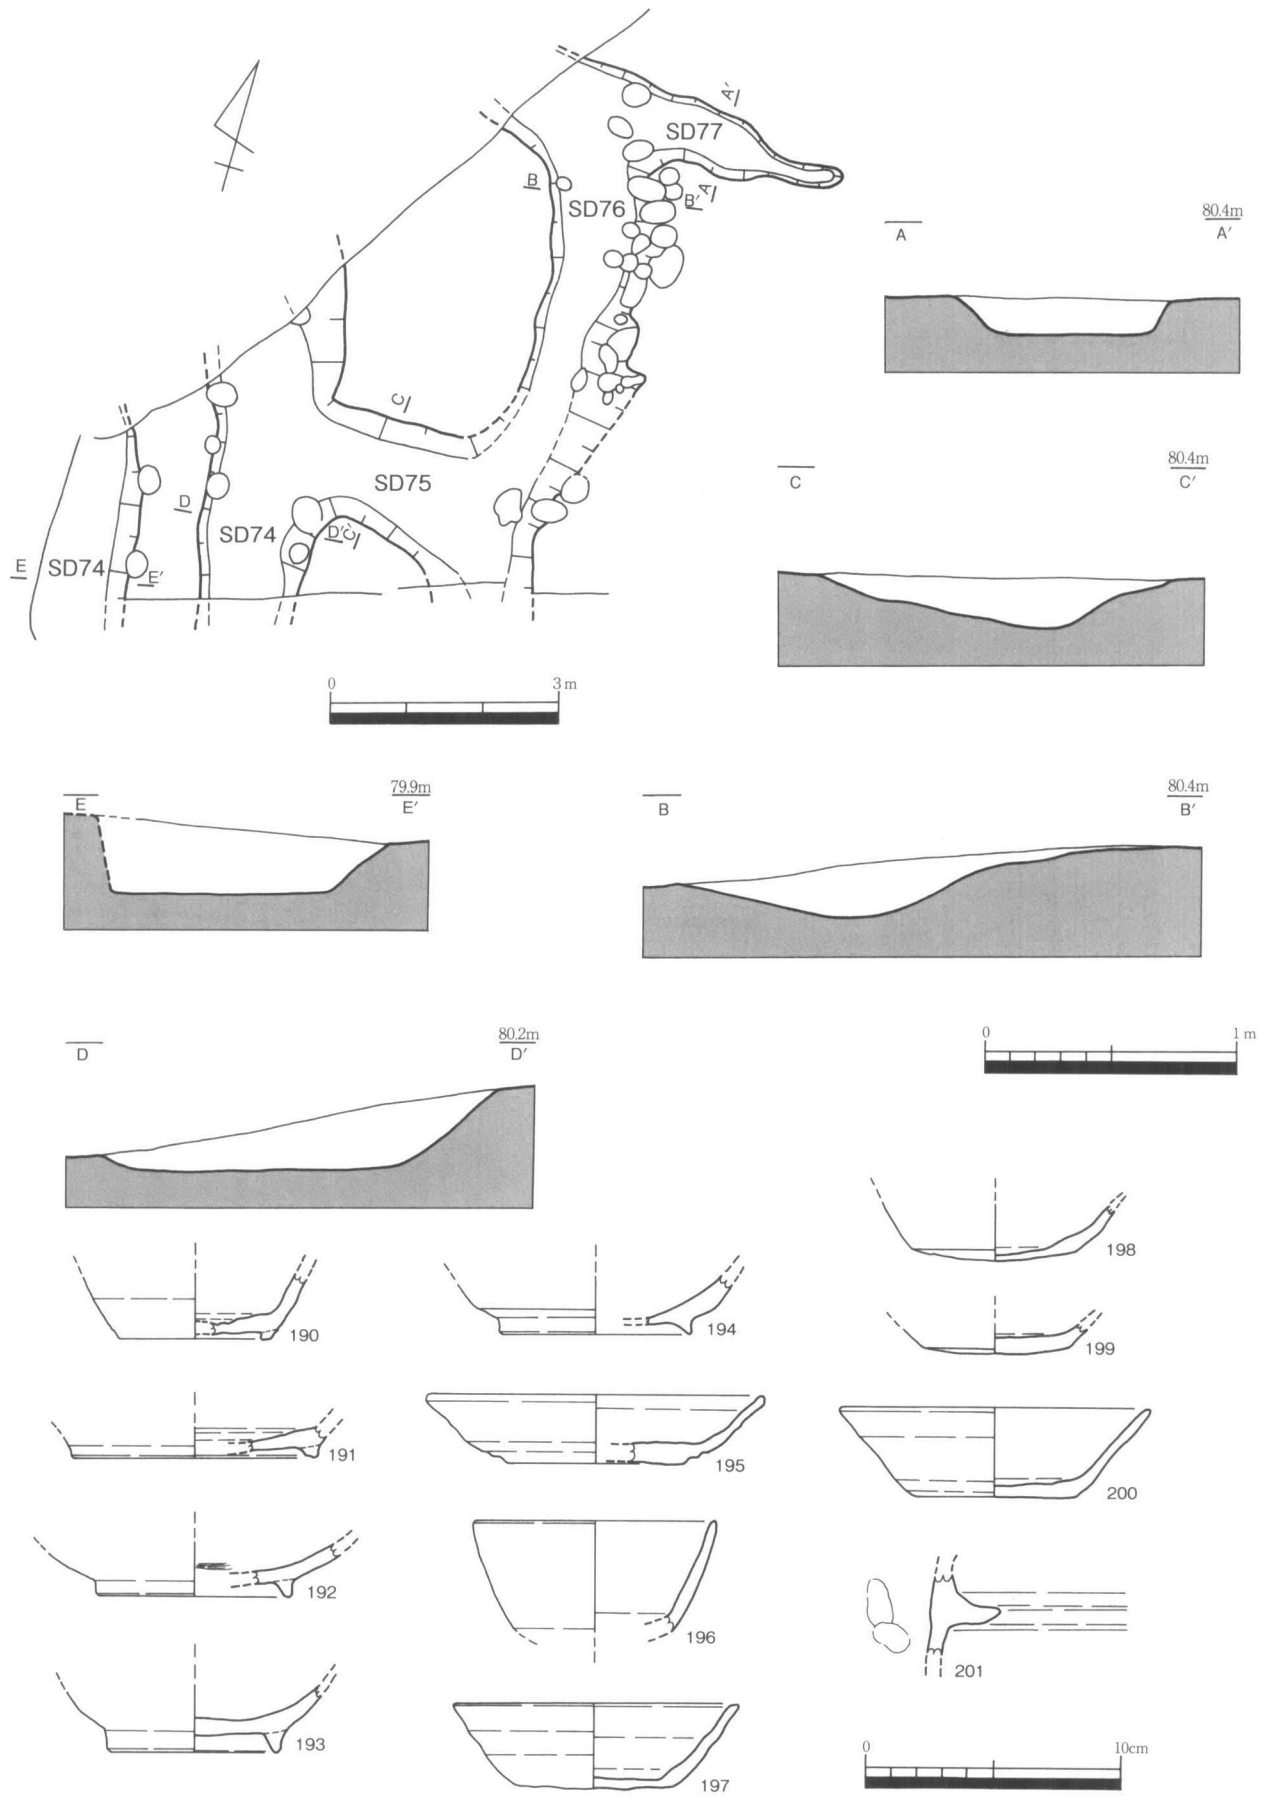 A′
SD77
B
SD76
B′
A
C
SD75
D
SD74
D′
C′
E
SD74
E′
0 3 m
80.4m
A A′
80.4m
C C′
79.9m
E E′
80.4m
B B′
80.2m
D D′
0 1 m
190
194
198
199
191
195
200
192
196
201
193
197
0 10cm